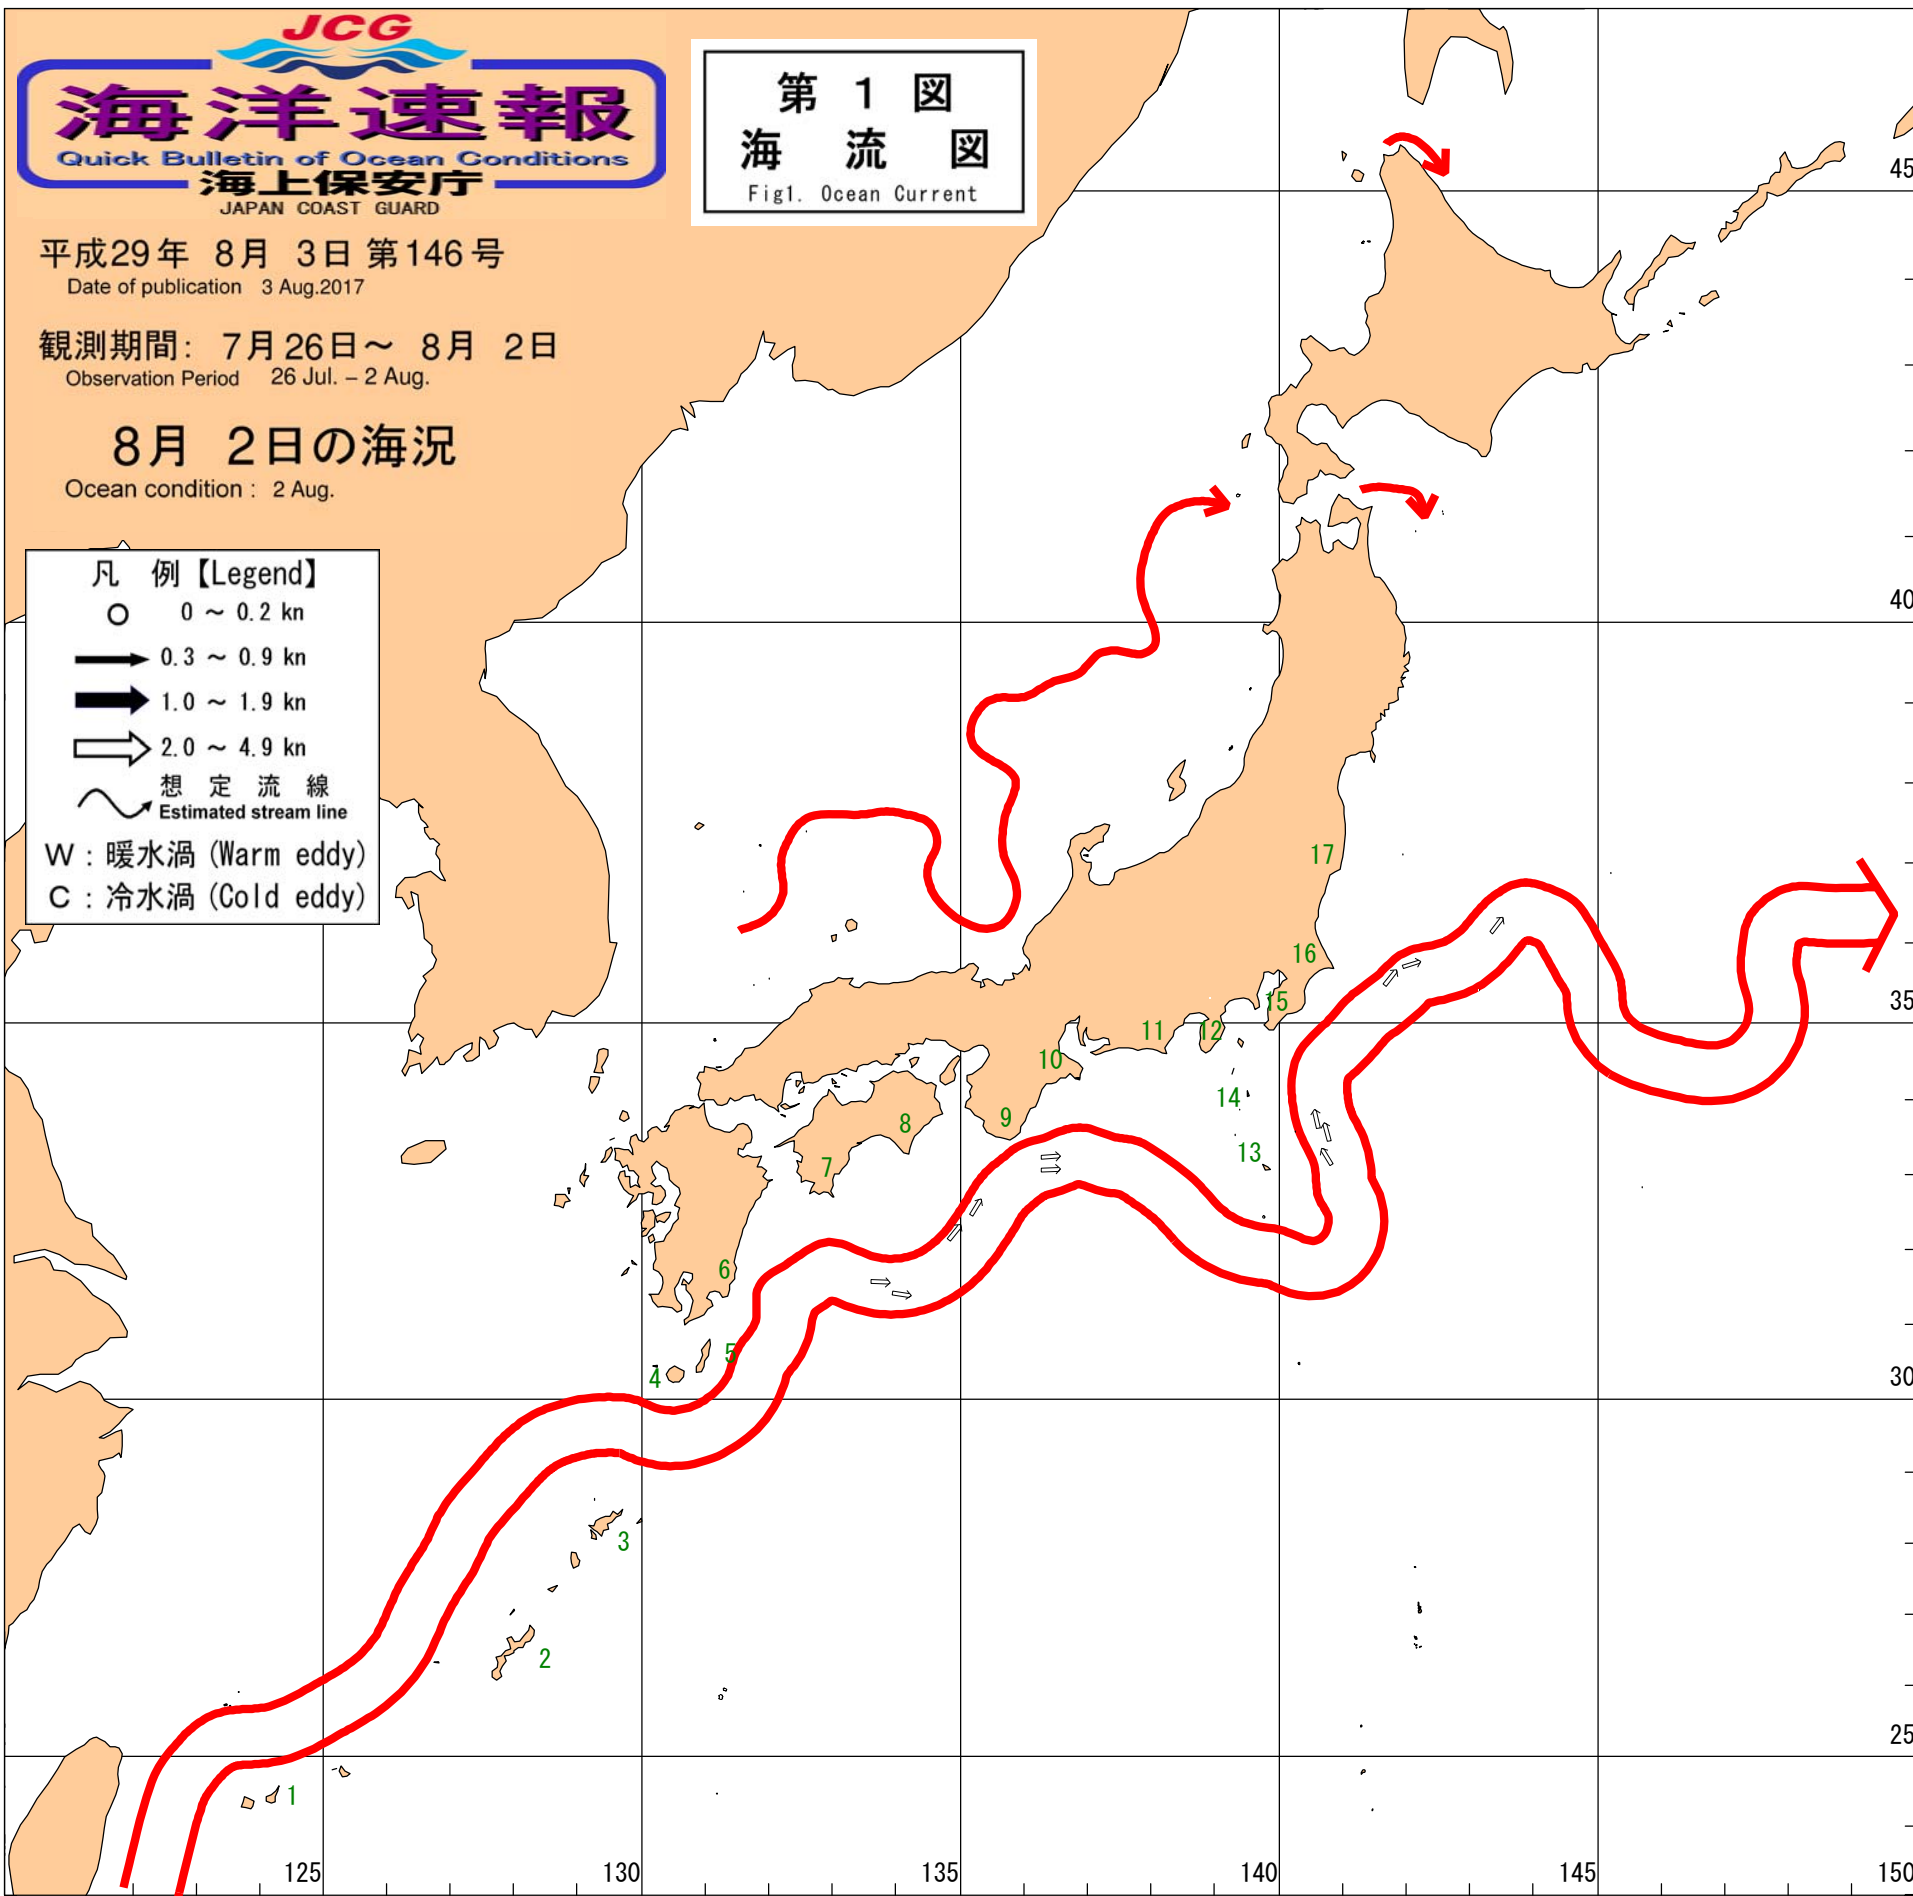 JCG
海洋速報
Quick Bulletin of Ocean Conditions
海上保安庁
JAPAN COAST GUARD
第 1 図
海 流 図
Fig1. Ocean Current
平成29年 8月 3日 第146号
Date of publication 3 Aug.2017
観測期間: 7月26日～ 8月 2日
Observation Period 26 Jul. – 2 Aug.
8月 2日の海況
Ocean condition : 2 Aug.
凡 例【Legend】
0 ～ 0.2 kn
0.3 ～ 0.9 kn
1.0 ～ 1.9 kn
2.0 ～ 4.9 kn
想 定 流 線
Estimated stream line
W : 暖水渦 (Warm eddy)
C : 冷水渦 (Cold eddy)
45
40
35
30
25
17
16
15
12
11
10
14
13
9
8
7
6
5
4
3
2
1
125
130
135
140
145
150